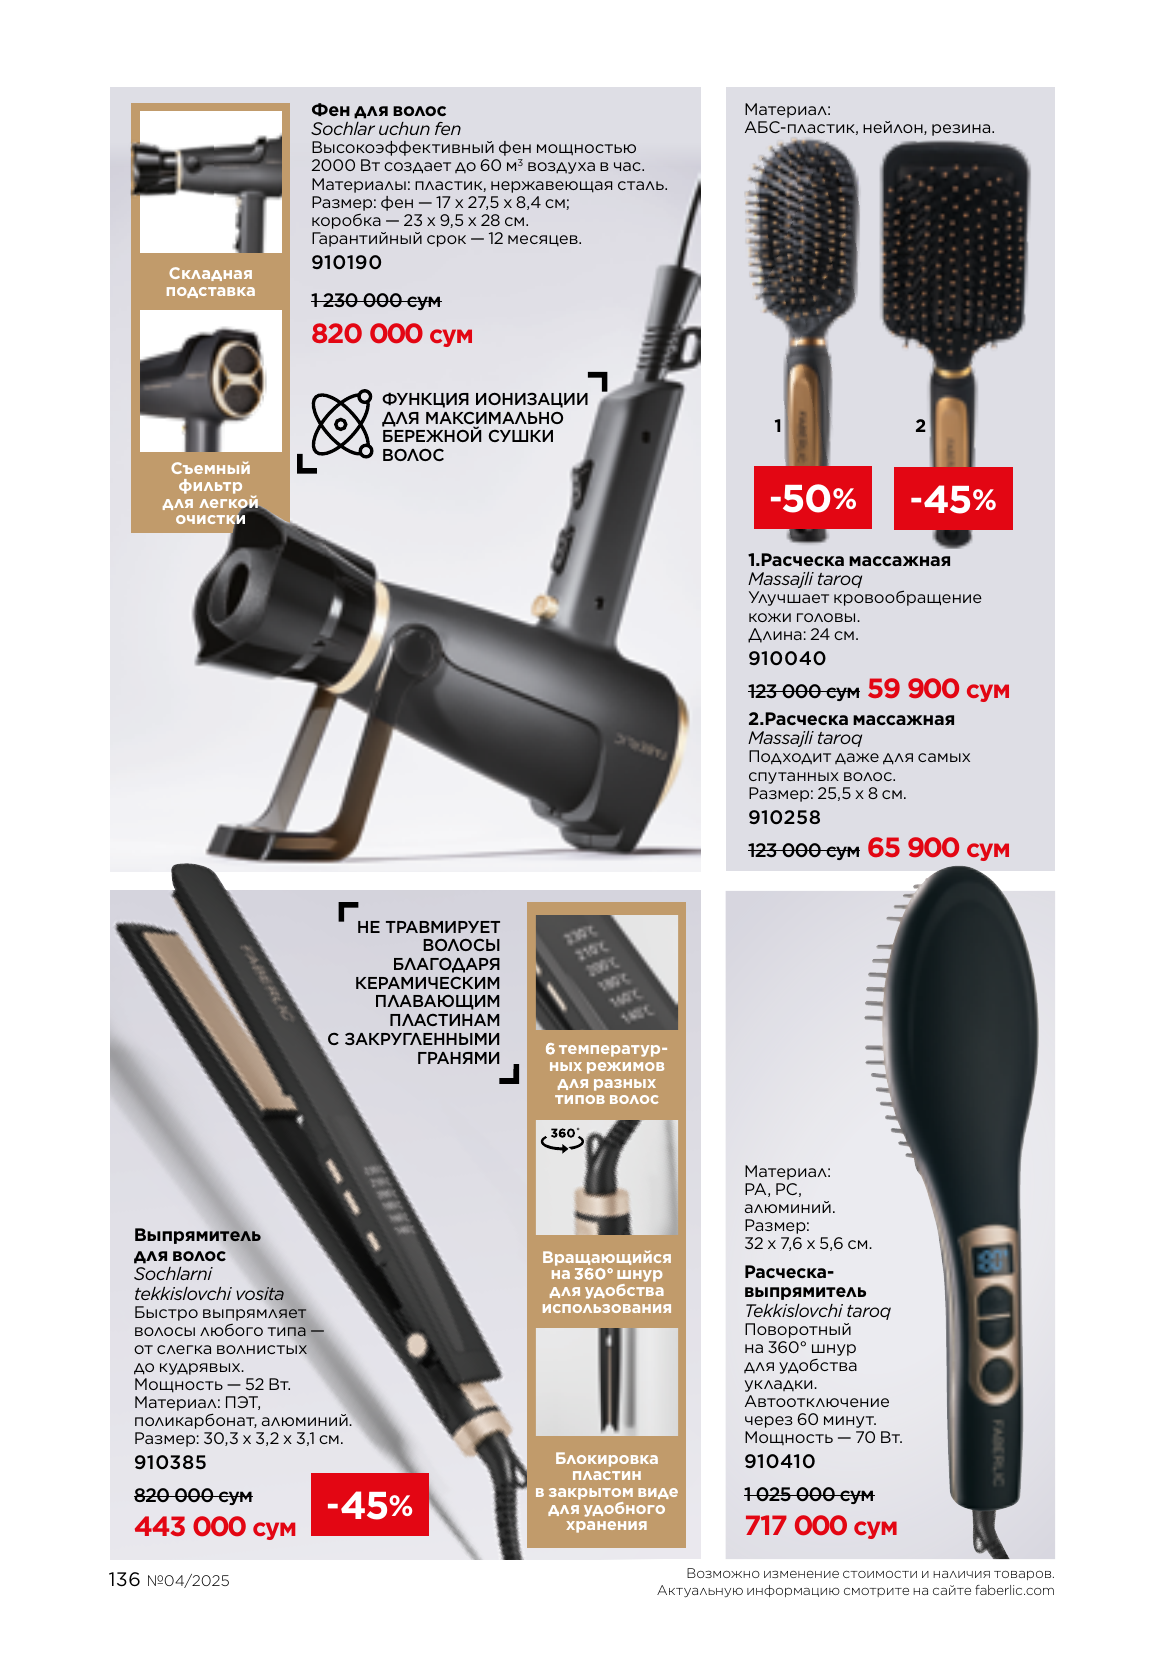 Фен для волос
Sochlar uchun fen
Высокоэффективный фен мощностью
2000 Вт создает до 60 м³ воздуха в час.
Материалы: пластик, нержавеющая сталь.
Размер: фен — 17 х 27,5 х 8,4 см;
коробка — 23 х 9,5 х 28 см.
Гарантийный срок — 12 месяцев.
910190
1 230 000 сум
820 000 сум
Складная
подставка
Съемный
фильтр
для легкой
очистки
ФУНКЦИЯ ИОНИЗАЦИИ
ДЛЯ МАКСИМАЛЬНО
БЕРЕЖНОЙ СУШКИ
ВОЛОС
FABERLIC
Материал:
АБС-пластик, нейлон, резина.
1
2
FABERLIC
-50%
-45%
1.Расческа массажная
Massajli taroq
Улучшает кровообращение
кожи головы.
Длина: 24 см.
910040
123 000 сум 59 900 сум
2.Расческа массажная
Massajli taroq
Подходит даже для самых
спутанных волос.
Размер: 25,5 х 8 см.
910258
123 000 сум 65 900 сум
FABERLIC
НЕ ТРАВМИРУЕТ
ВОЛОСЫ
БЛАГОДАРЯ
КЕРАМИЧЕСКИМ
ПЛАВАЮЩИМ
ПЛАСТИНАМ
С ЗАКРУГЛЕННЫМИ
ГРАНЯМИ
230°C
210°C
200°C
180°C
160°C
140°C
6 температур-
ных режимов
для разных
типов волос
360°
Вращающийся
на 360° шнур
для удобства
использования
Блокировка
пластин
в закрытом виде
для удобного
хранения
Выпрямитель
для волос
Sochlarni
tekkislovchi vosita
Быстро выпрямляет
волосы любого типа —
от слегка волнистых
до кудрявых.
Мощность — 52 Вт.
Материал: ПЭТ,
поликарбонат, алюминий.
Размер: 30,3 х 3,2 х 3,1 см.
910385
820 000 сум
443 000 сум
-45%
Материал:
PA, PC,
алюминий.
Размер:
32 х 7,6 х 5,6 см.
Расческа-
выпрямитель
Tekkislovchi taroq
Поворотный
на 360° шнур
для удобства
укладки.
Автоотключение
через 60 минут.
Мощность — 70 Вт.
910410
1 025 000 сум
717 000 сум
180°
FABERLIC
136 №04/2025
Возможно изменение стоимости и наличия товаров.
Актуальную информацию смотрите на сайте faberlic.com